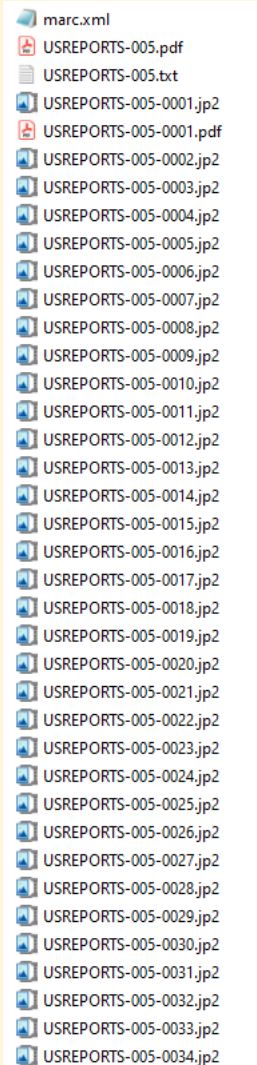 marc.xml
USREPORTS-005.pdf
USREPORTS-005.txt
USREPORTS-005-0001.jp2
USREPORTS-005-0001.pdf
USREPORTS-005-0002.jp2
USREPORTS-005-0003.jp2
USREPORTS-005-0004.jp2
USREPORTS-005-0005.jp2
USREPORTS-005-0006.jp2
USREPORTS-005-0007.jp2
USREPORTS-005-0008.jp2
USREPORTS-005-0009.jp2
USREPORTS-005-0010.jp2
USREPORTS-005-0011.jp2
USREPORTS-005-0012.jp2
USREPORTS-005-0013.jp2
USREPORTS-005-0014.jp2
USREPORTS-005-0015.jp2
USREPORTS-005-0016.jp2
USREPORTS-005-0017.jp2
USREPORTS-005-0018.jp2
USREPORTS-005-0019.jp2
USREPORTS-005-0020.jp2
USREPORTS-005-0021.jp2
USREPORTS-005-0022.jp2
USREPORTS-005-0023.jp2
USREPORTS-005-0024.jp2
USREPORTS-005-0025.jp2
USREPORTS-005-0026.jp2
USREPORTS-005-0027.jp2
USREPORTS-005-0028.jp2
USREPORTS-005-0029.jp2
USREPORTS-005-0030.jp2
USREPORTS-005-0031.jp2
USREPORTS-005-0032.jp2
USREPORTS-005-0033.jp2
USREPORTS-005-0034.jp2